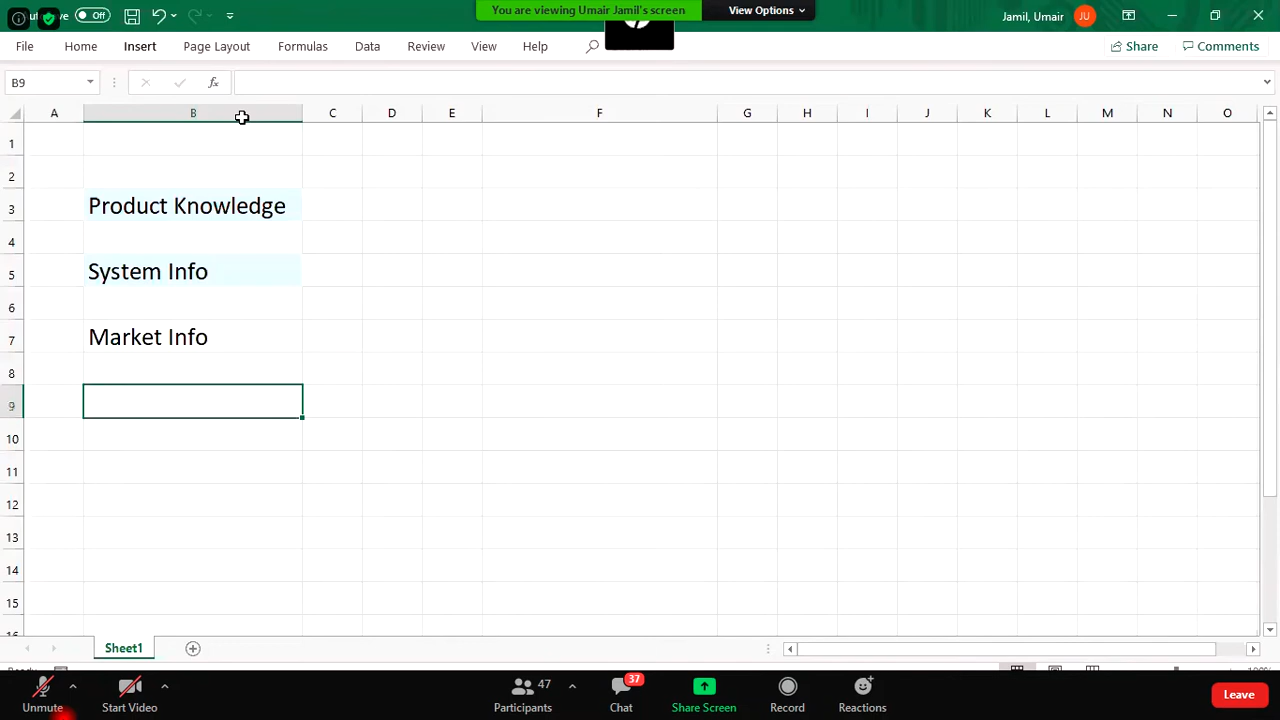 Off
You are viewing Umair Jamil's screen
View Options
Jamil, Umair
JU
File
Home
Insert
Page Layout
Formulas
Data
Review
View
Help
Share
Comments
B9
fx
A B C D E F G H I J K L M N O
1
2
3 Product Knowledge
4
5 System Info
6
7 Market Info
8
9
10
11
12
13
14
15
16
Sheet1
Unmute
Start Video
47
Participants
37
Chat
Share Screen
Record
Reactions
Leave